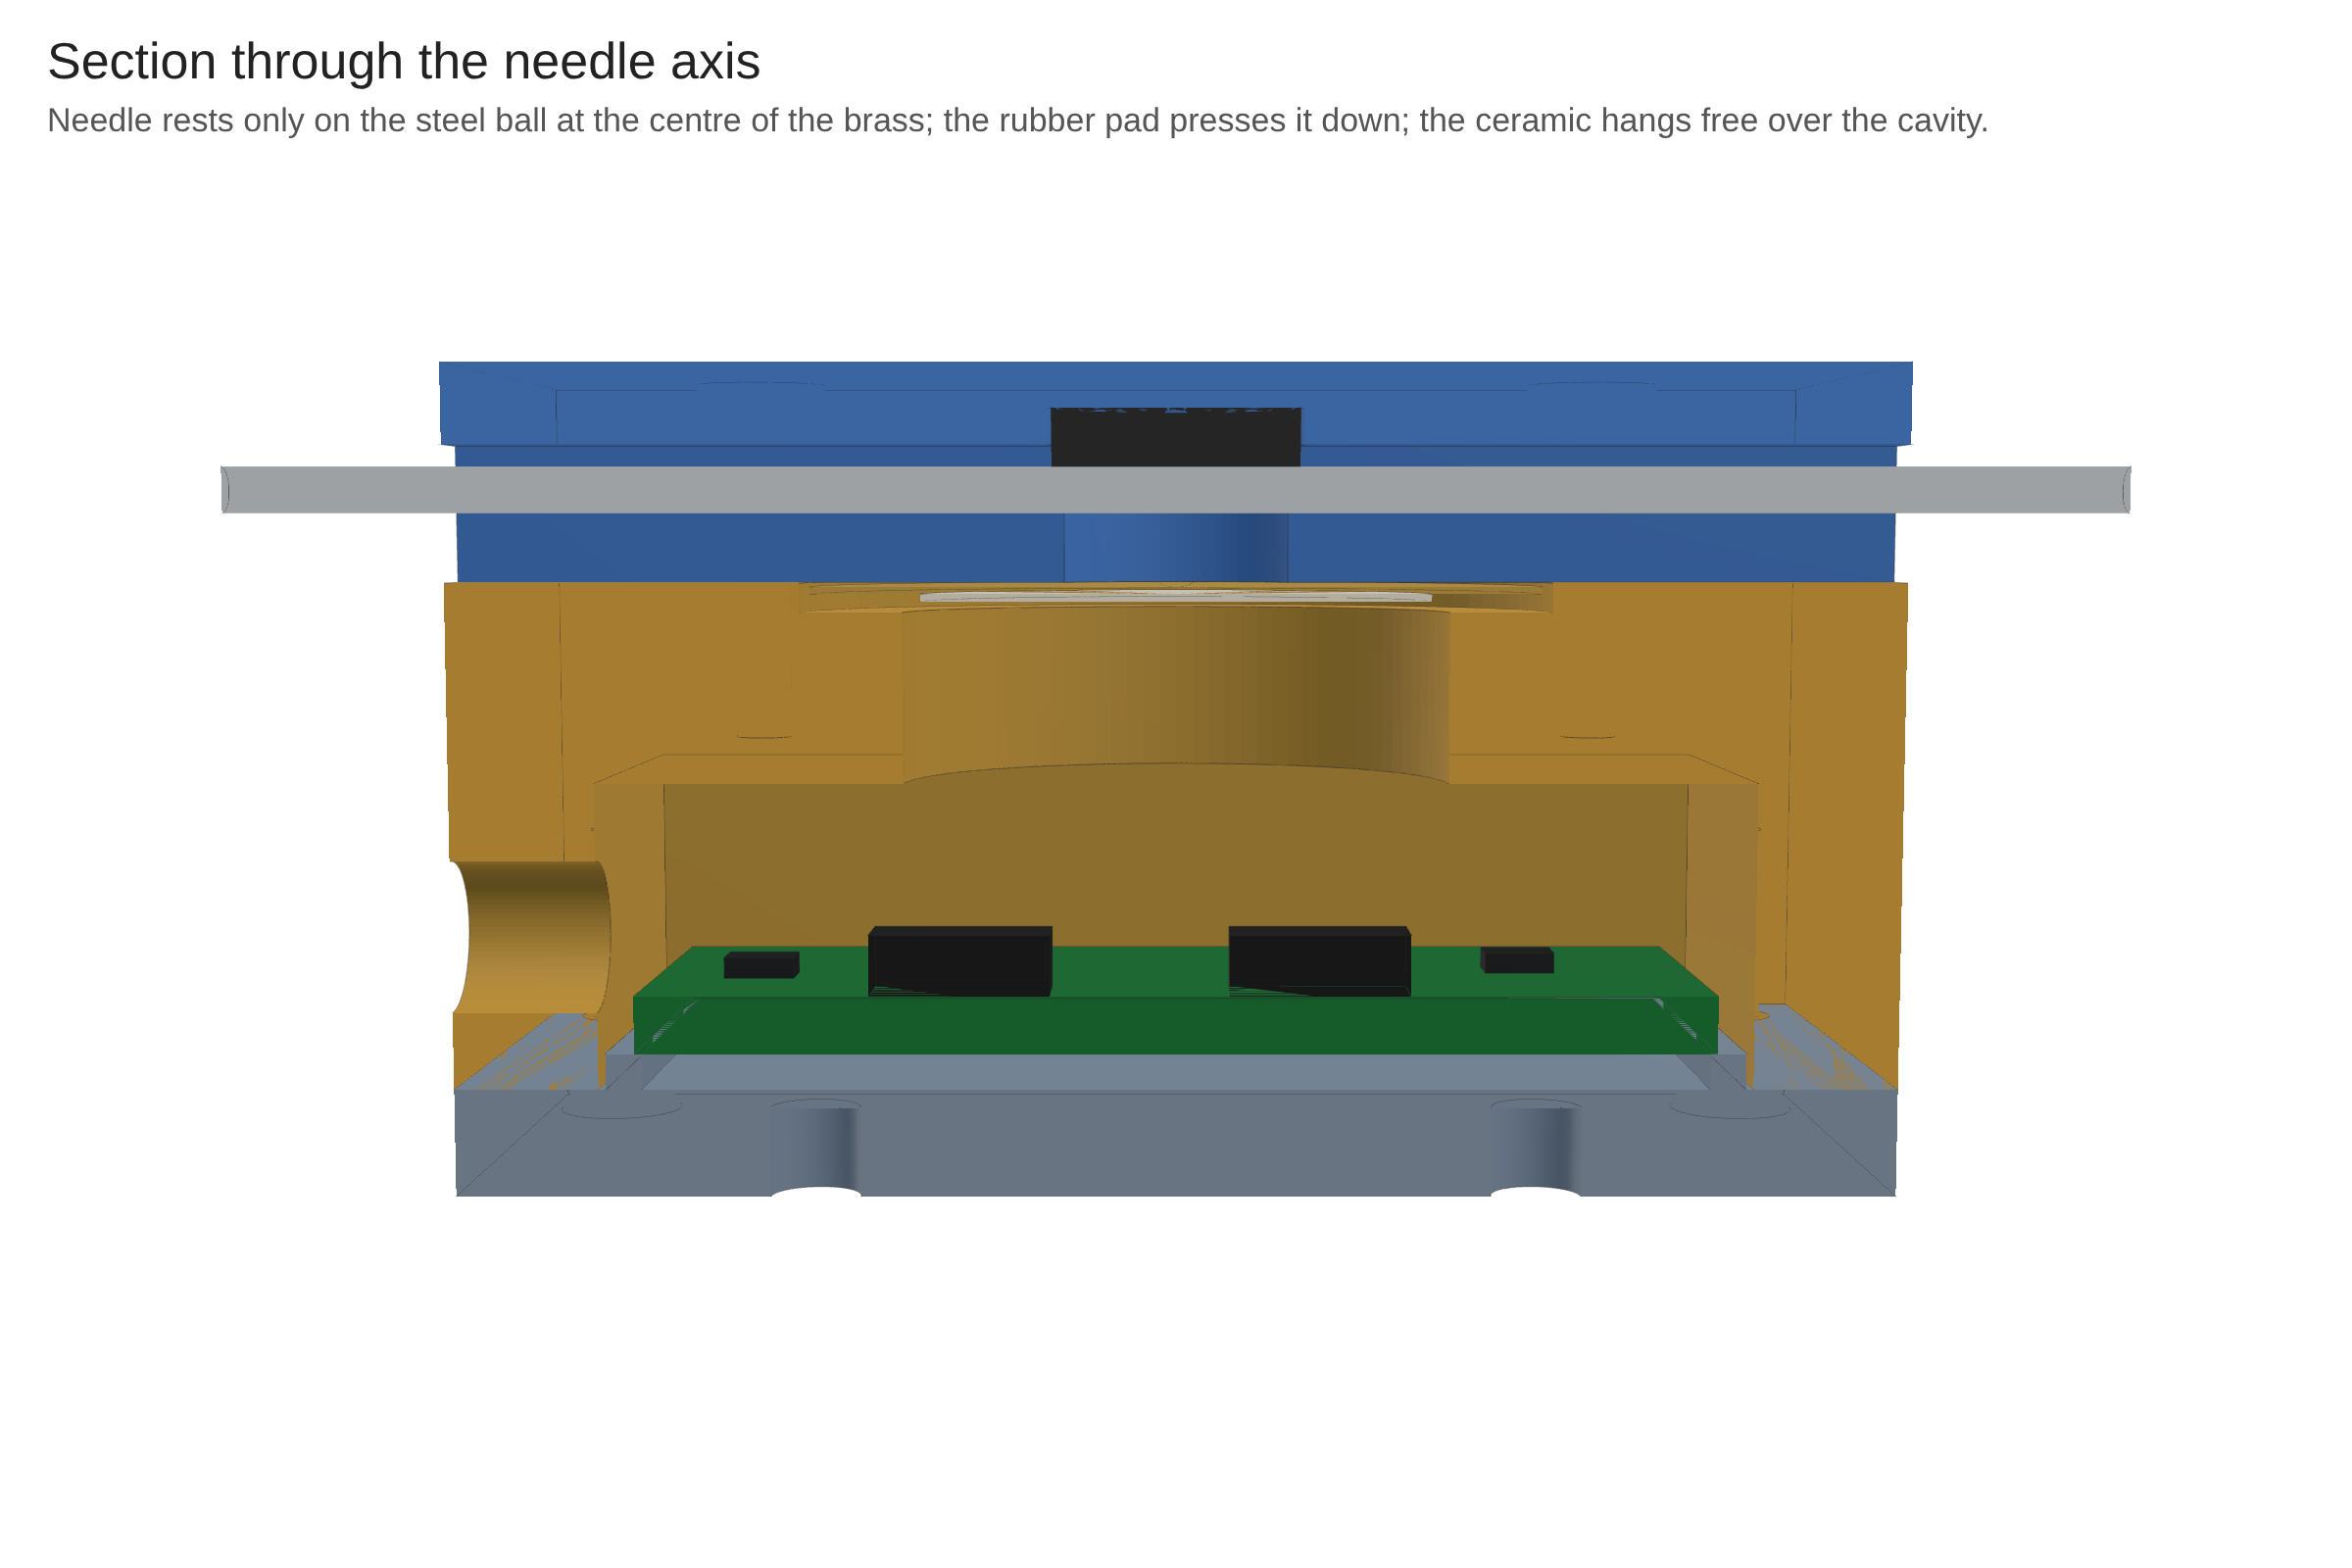 Section through the needle axis
Needle rests only on the steel ball at the centre of the brass; the rubber pad presses it down; the ceramic hangs free over the cavity.